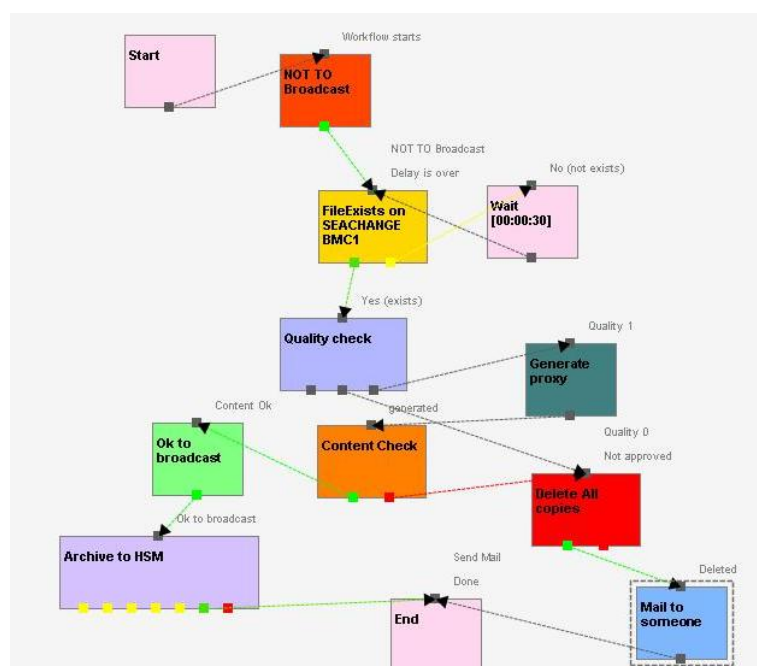 Workflow starts
Start
NOT TO
Broadcast
NOT TO Broadcast
Delay is over
No (not exists)
FileExists on
SEACHANGE
BMC1
Wait
[00:00:30]
Yes (exists)
Quality check
Quality 1
Generate
proxy
Content Ok
generated
Quality 0
Ok to
broadcast
Content Check
Not approved
Delete All
copies
Ok to broadcast
Archive to HSM
Send Mail
Deleted
Done
End
Mail to
someone